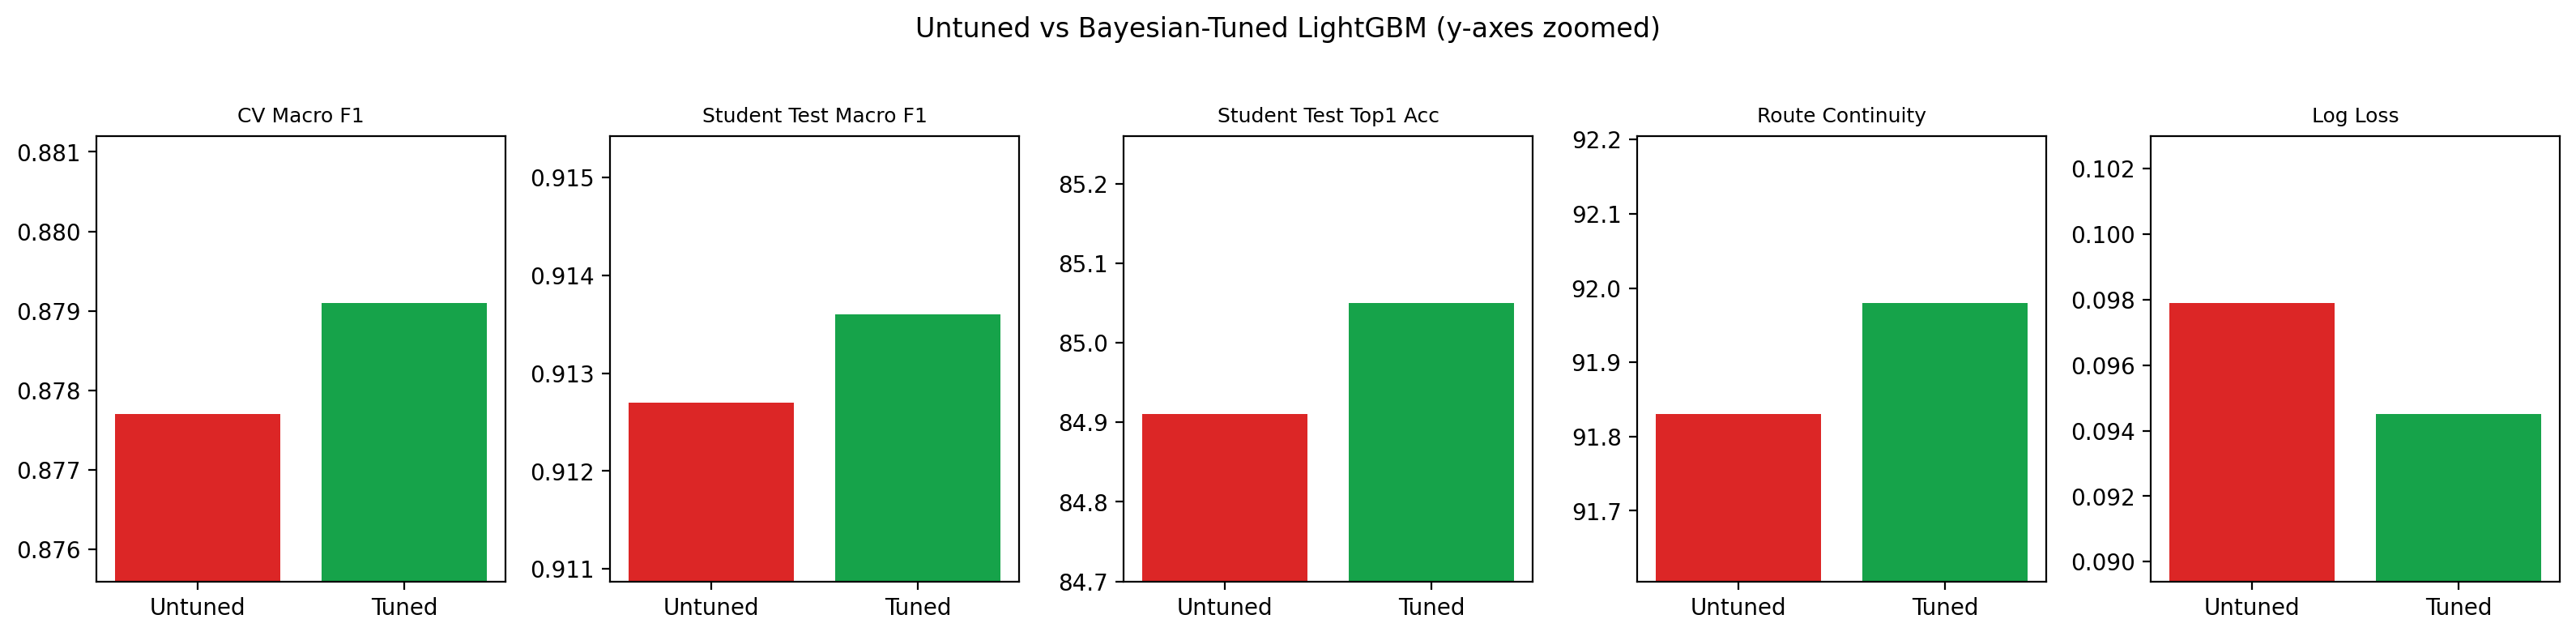 Untuned vs Bayesian-Tuned LightGBM (y-axes zoomed)
CV Macro F1
0.881
0.880
0.879
0.878
0.877
0.876
Untuned
Tuned
Student Test Macro F1
0.915
0.914
0.913
0.912
0.911
Untuned
Tuned
Student Test Top1 Acc
85.2
85.1
85.0
84.9
84.8
84.7
Untuned
Tuned
Route Continuity
92.2
92.1
92.0
91.9
91.8
91.7
Untuned
Tuned
Log Loss
0.102
0.100
0.098
0.096
0.094
0.092
0.090
Untuned
Tuned